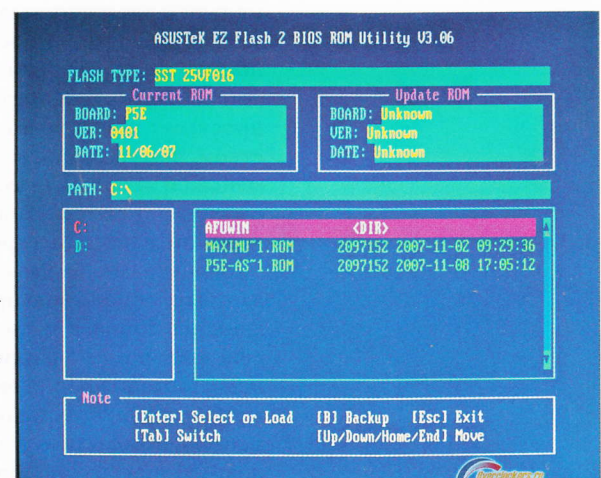 ASUSTeK EZ Flash 2 BIOS ROM Utility V3.06
FLASH TYPE: SST 25VF016
Current ROM
BOARD: P5E
VER: 0401
DATE: 11/06/07
Update ROM
BOARD: Unknown
VER: Unknown
DATE: Unknown
PATH: C:\
C:
D:
AFUWIN <DIR>
MAXIMU~1.ROM 2097152 2007-11-02 09:29:36
P5E-AS~1.ROM 2097152 2007-11-08 17:05:12
Note
[Enter] Select or Load [B] Backup [Esc] Exit
[Tab] Switch [Up/Down/Home/End] Move